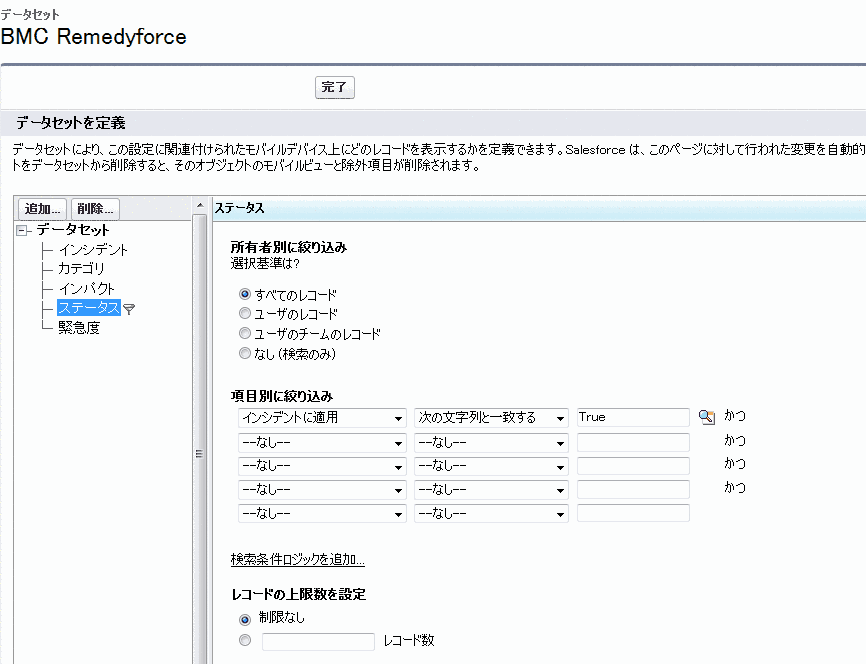 データセット
BMC Remedyforce
完了
データセットを定義
データセットにより、この設定に関連付けられたモバイルデバイス上にどのレコードを表示するかを定義できます。Salesforce は、このページに対して行われた変更を自動的
トをデータセットから削除すると、そのオブジェクトのモバイルビューと除外項目が削除されます。
追加... 削除...
データセット
インシデント
カテゴリ
インパクト
ステータス
緊急度
ステータス
所有者別に絞り込み
選択基準は?
すべてのレコード
ユーザのレコード
ユーザのチームのレコード
なし (検索のみ)
項目別に絞り込み
インシデントに適用 次の文字列と一致する True かつ
--なし-- --なし-- かつ
--なし-- --なし-- かつ
--なし-- --なし-- かつ
--なし-- --なし--
検索条件ロジックを追加...
レコードの上限数を設定
制限なし
レコード数